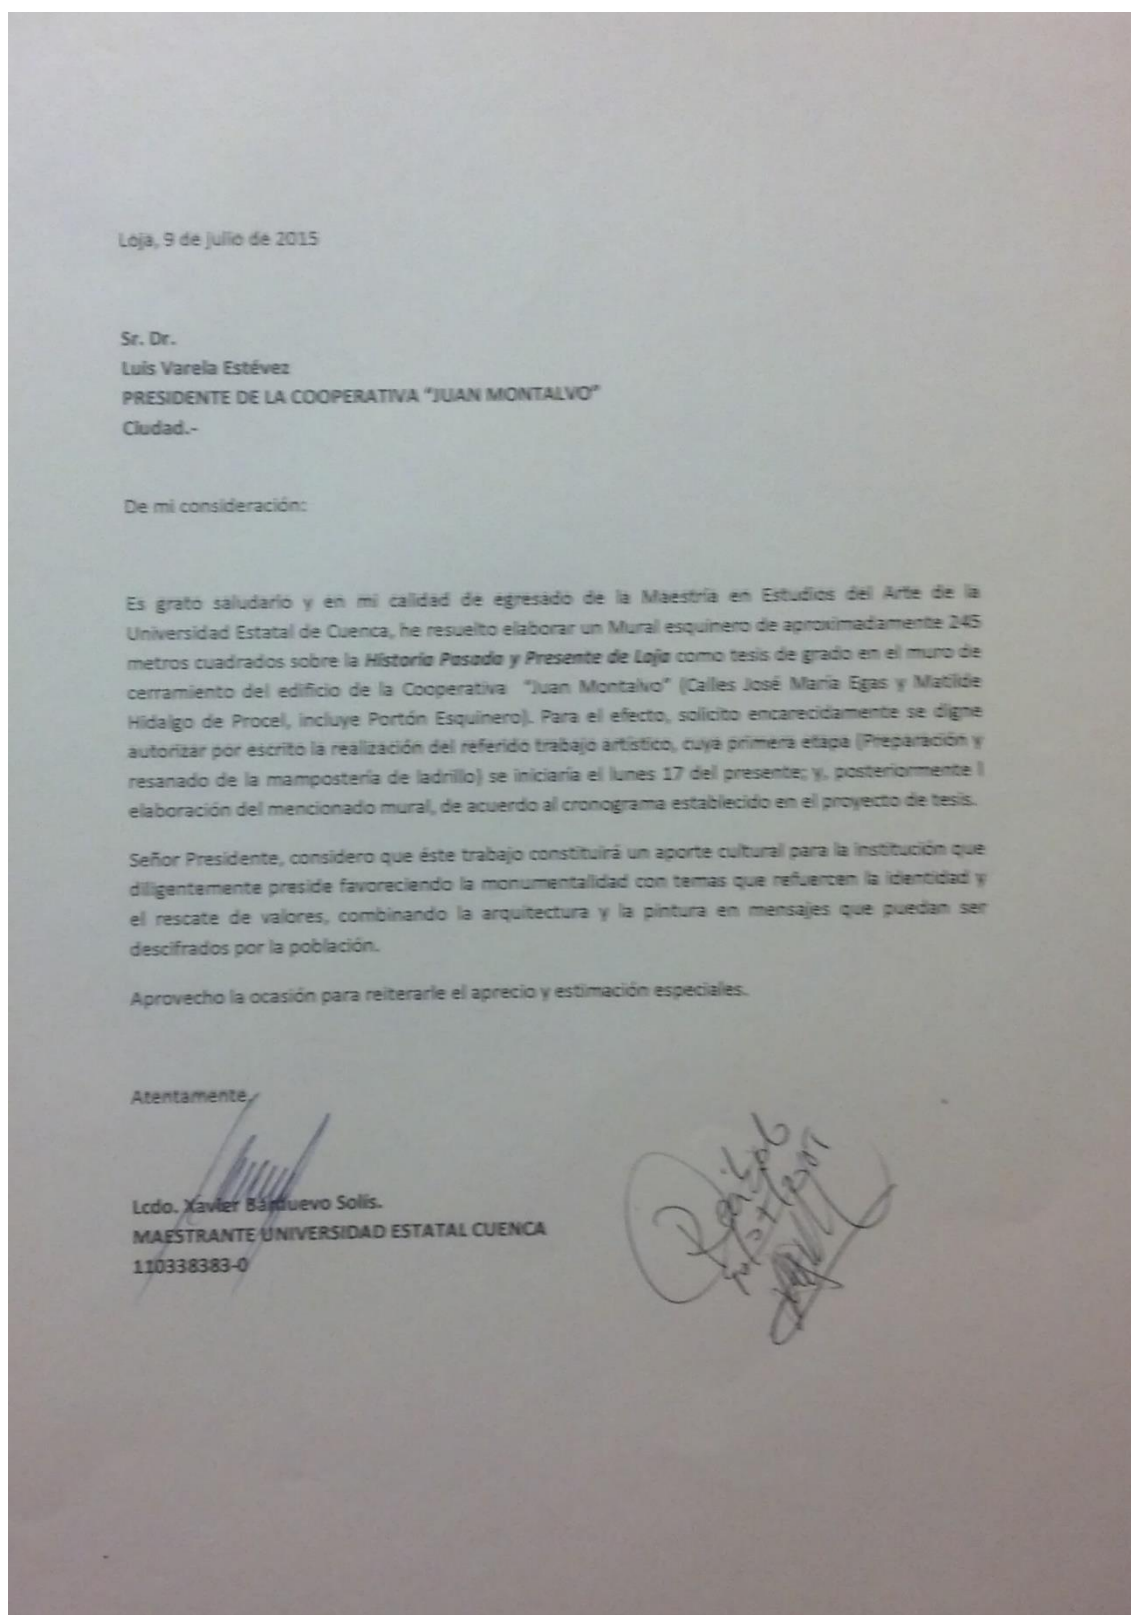 Loja, 9 de julio de 2015
Sr. Dr.
Luis Varela Estévez
PRESIDENTE DE LA COOPERATIVA “JUAN MONTALVO”
Ciudad.-
De mi consideración:
Es grato saludarlo y en mi calidad de egresado de la Maestría en Estudios del Arte de la
Universidad Estatal de Cuenca, he resuelto elaborar un Mural esquinero de aproximadamente 245
metros cuadrados sobre la Historia Pasada y Presente de Loja como tesis de grado en el muro de
cerramiento del edificio de la Cooperativa “Juan Montalvo” (Calles José María Egas y Matilde
Hidalgo de Procel, incluye Portón Esquinero). Para el efecto, solicito encarecidamente se digne
autorizar por escrito la realización del referido trabajo artístico, cuya primera etapa (Preparación y
resanado de la mampostería de ladrillo) se iniciaría el lunes 17 del presente; y, posteriormente l
elaboración del mencionado mural, de acuerdo al cronograma establecido en el proyecto de tesis.
Señor Presidente, considero que éste trabajo constituirá un aporte cultural para la institución que
diligentemente preside favoreciendo la monumentalidad con temas que refuercen la identidad y
el rescate de valores, combinando la arquitectura y la pintura en mensajes que puedan ser
descifrados por la población.
Aprovecho la ocasión para reiterarle el aprecio y estimación especiales.
Atentamente,
Lcdo. Xavier Barnuevo Solís.
MAESTRANTE UNIVERSIDAD ESTATAL CUENCA
110338383-0